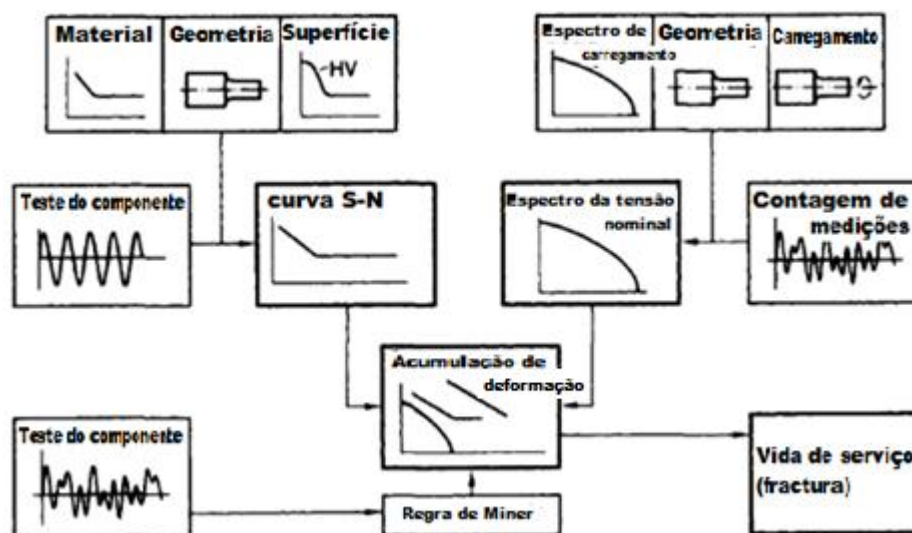 Material
Geometria
Superfície
HV
Espectro de
carregamento
Geometria
Carregamento
Teste do componente
curva S-N
Espectro da tensão
nominal
Contagem de
medições
Acumulação de
deformação
Teste do componente
Regra de Miner
Vida de serviço
(fractura)